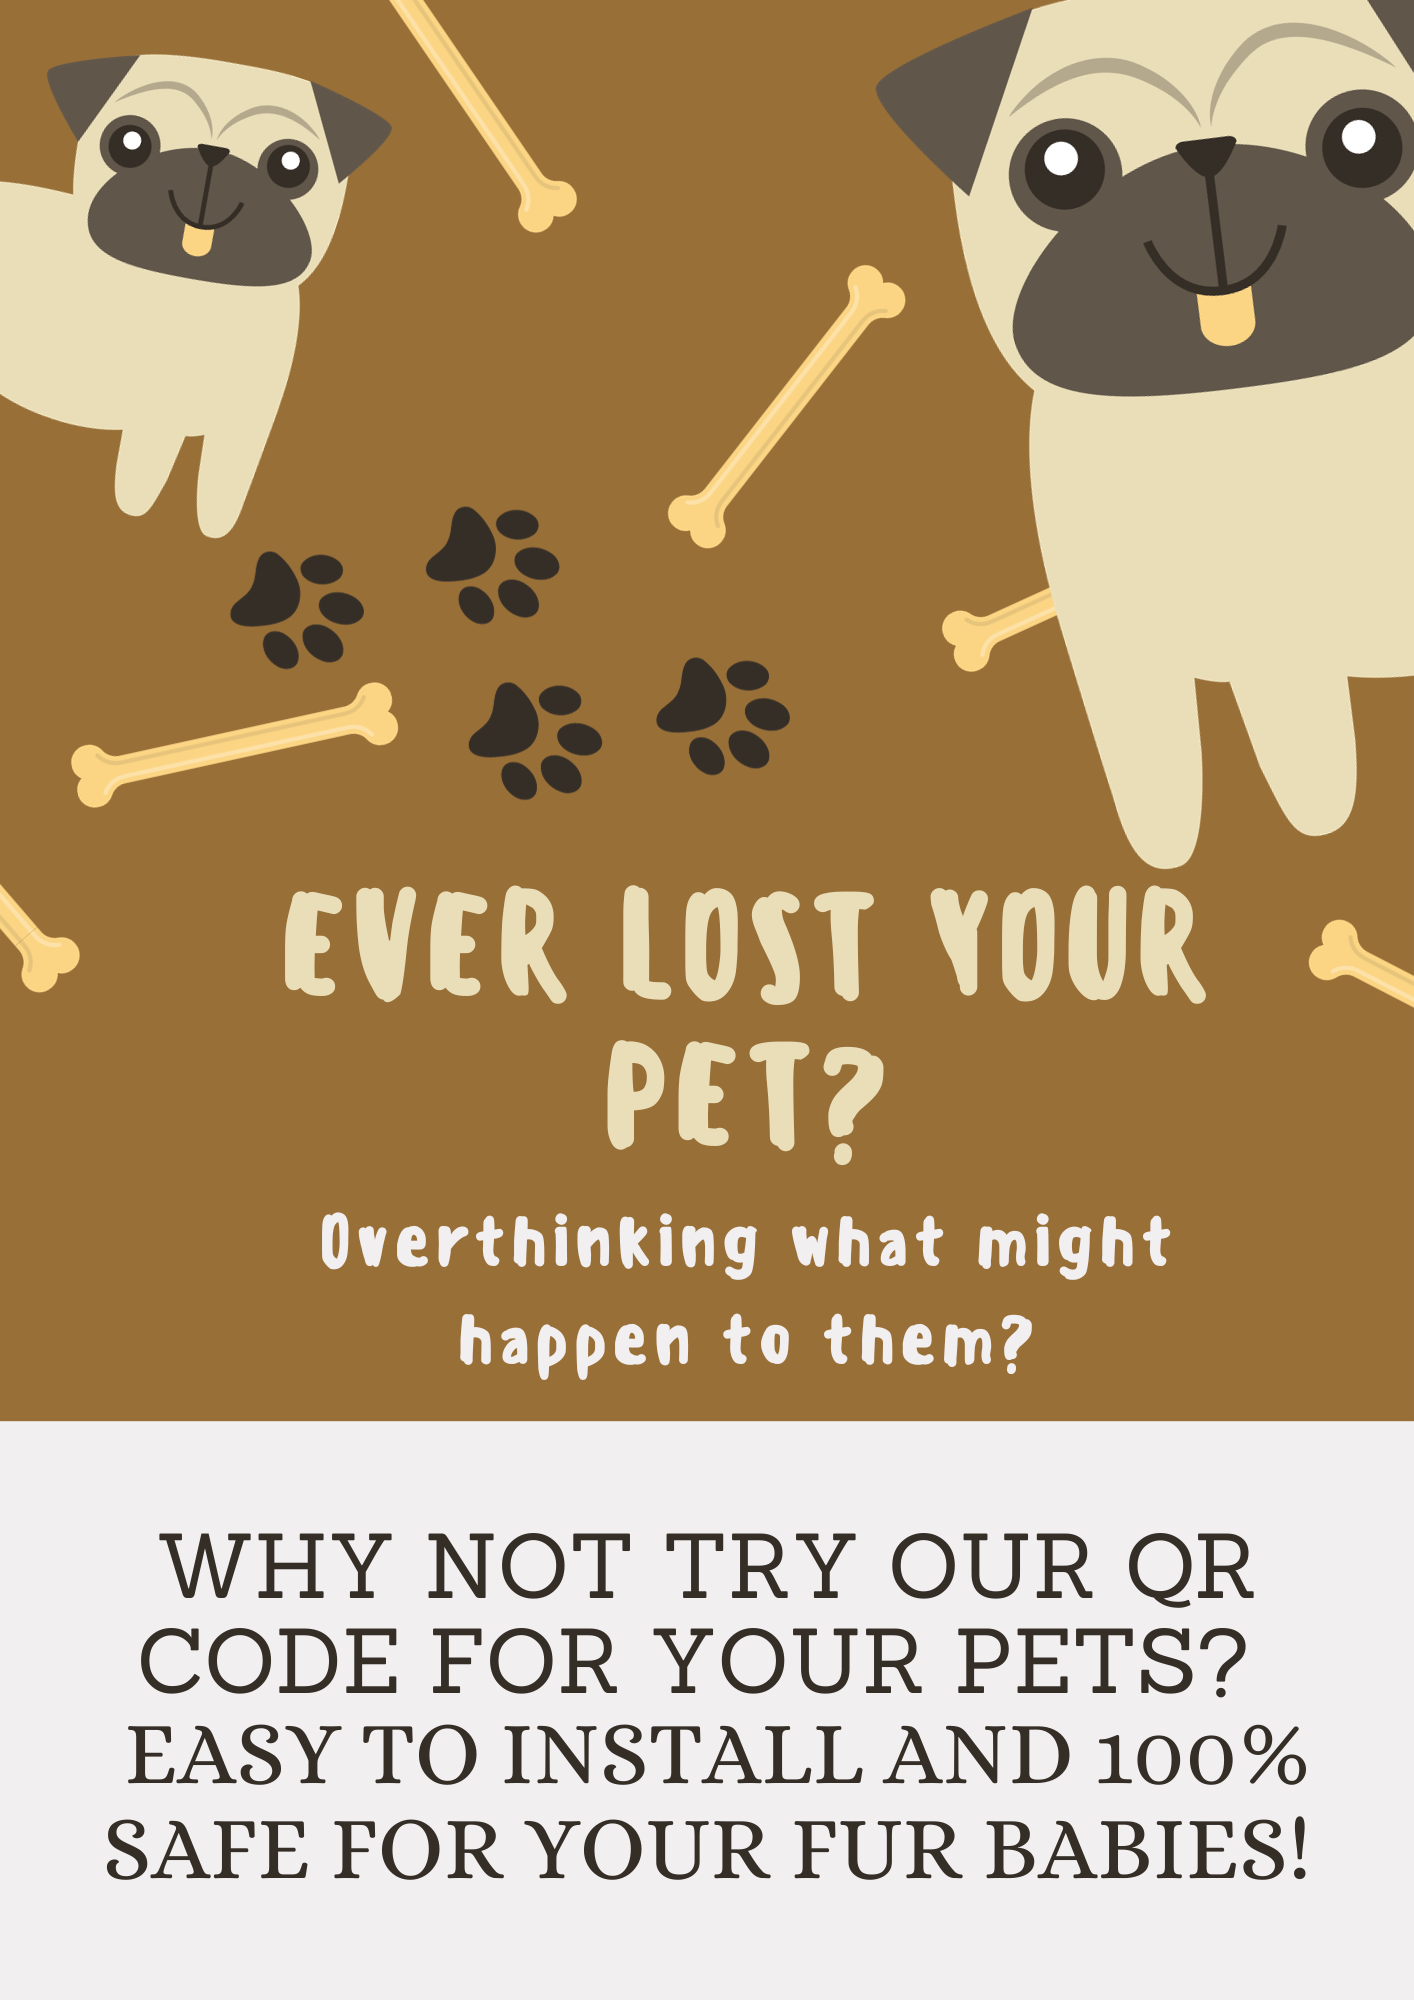 EVER LOST YOUR
PET?
Overthinking what might
happen to them?
WHY NOT TRY OUR QR
CODE FOR YOUR PETS?
EASY TO INSTALL AND 100%
SAFE FOR YOUR FUR BABIES!